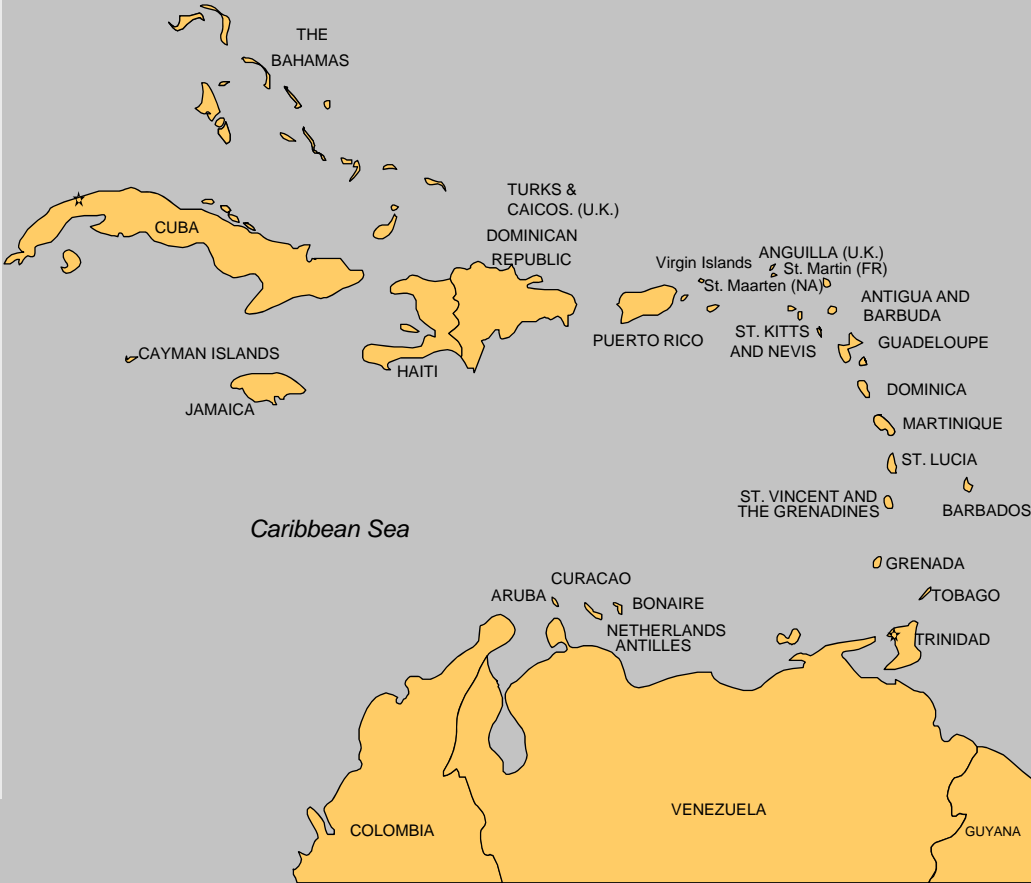 THE
BAHAMAS
TURKS &
CAICOS. (U.K.)
CUBA
DOMINICAN
REPUBLIC
ANGUILLA (U.K.)
Virgin Islands
St. Martin (FR)
St. Maarten (NA)
ANTIGUA AND
BARBUDA
PUERTO RICO
ST. KITTS
AND NEVIS
GUADELOUPE
CAYMAN ISLANDS
HAITI
JAMAICA
DOMINICA
MARTINIQUE
ST. LUCIA
ST. VINCENT AND
THE GRENADINES
BARBADOS
Caribbean Sea
GRENADA
CURACAO
ARUBA
BONAIRE
TOBAGO
NETHERLANDS
ANTILLES
TRINIDAD
VENEZUELA
COLOMBIA
GUYANA